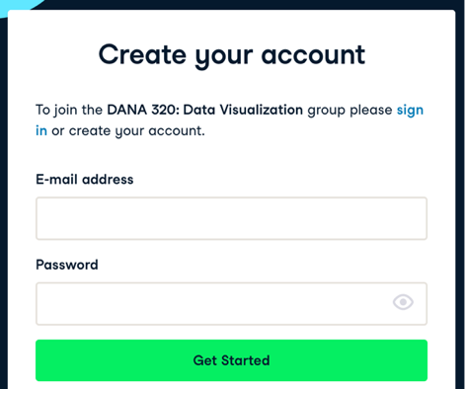 Create your account
To join the DANA 320: Data Visualization group please sign
in or create your account.
E-mail address
Password
Get Started